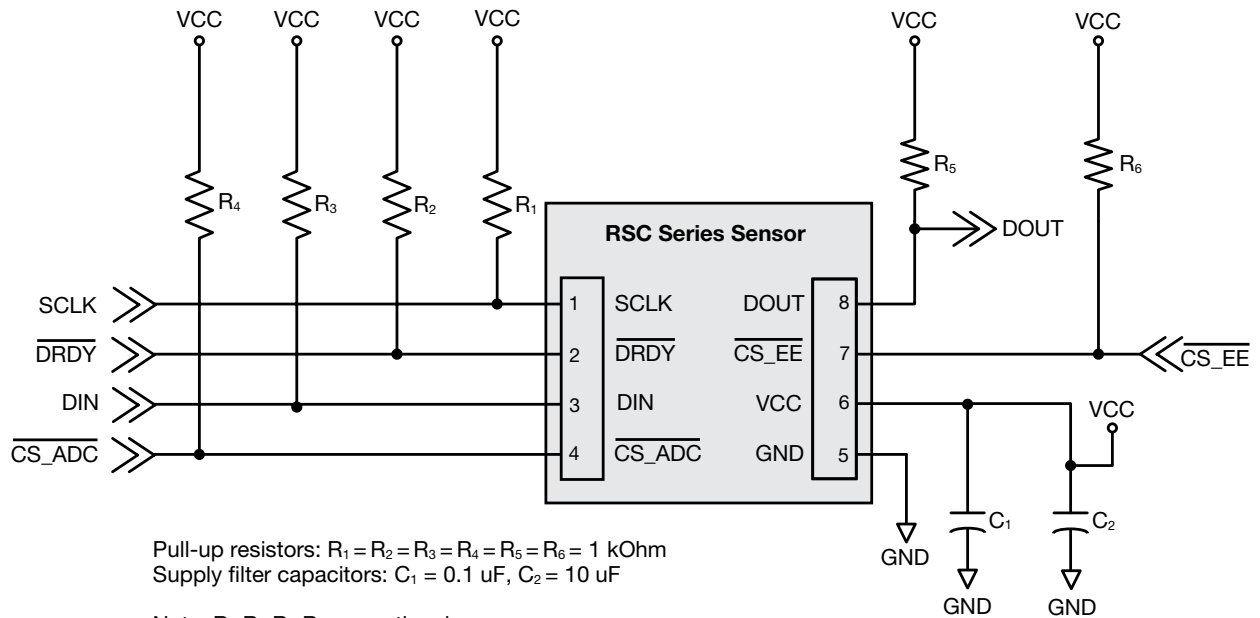 VCC VCC VCC VCC VCC VCC
R₄ R₃ R₂ R₁ R₅ R₆
RSC Series Sensor
DOUT
SCLK 1 SCLK DOUT 8
DRDY 2 DRDY CS_EE 7 CS_EE
DIN 3 DIN VCC 6 VCC
CS_ADC 4 CS_ADC GND 5
C₁ C₂
GND
GND GND
Pull-up resistors: R₁ = R₂ = R₃ = R₄ = R₅ = R₆ = 1 kOhm
Supply filter capacitors: C₁ = 0.1 uF, C₂ = 10 uF